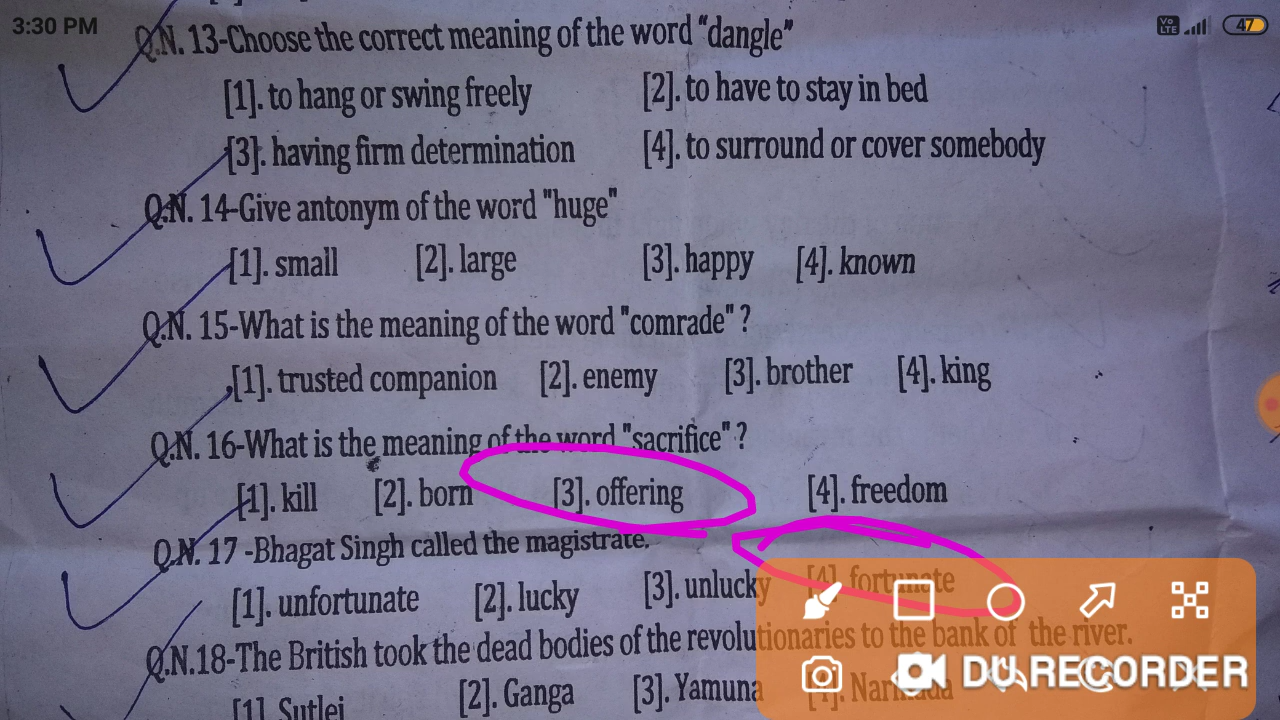 3:30 PM
Vo LTE
47
Q.N. 13-Choose the correct meaning of the word "dangle"
[1]. to hang or swing freely [2]. to have to stay in bed
[3]. having firm determination [4]. to surround or cover somebody
Q.N. 14-Give antonym of the word "huge"
[1]. small [2]. large [3]. happy [4]. known
Q.N. 15-What is the meaning of the word "comrade" ?
[1]. trusted companion [2]. enemy [3]. brother [4]. king
Q.N. 16-What is the meaning of the word "sacrifice" ?
[1]. kill [2]. born [3]. offering [4]. freedom
Q.N. 17 -Bhagat Singh called the magistrate.
[1]. unfortunate [2]. lucky [3]. unlucky [4]. fortunate
Q.N.18-The British took the dead bodies of the revolutionaries to the bank of the river.
[1] Sutlej [2]. Ganga [3]. Yamuna [4]. Narmada
DU RECORDER